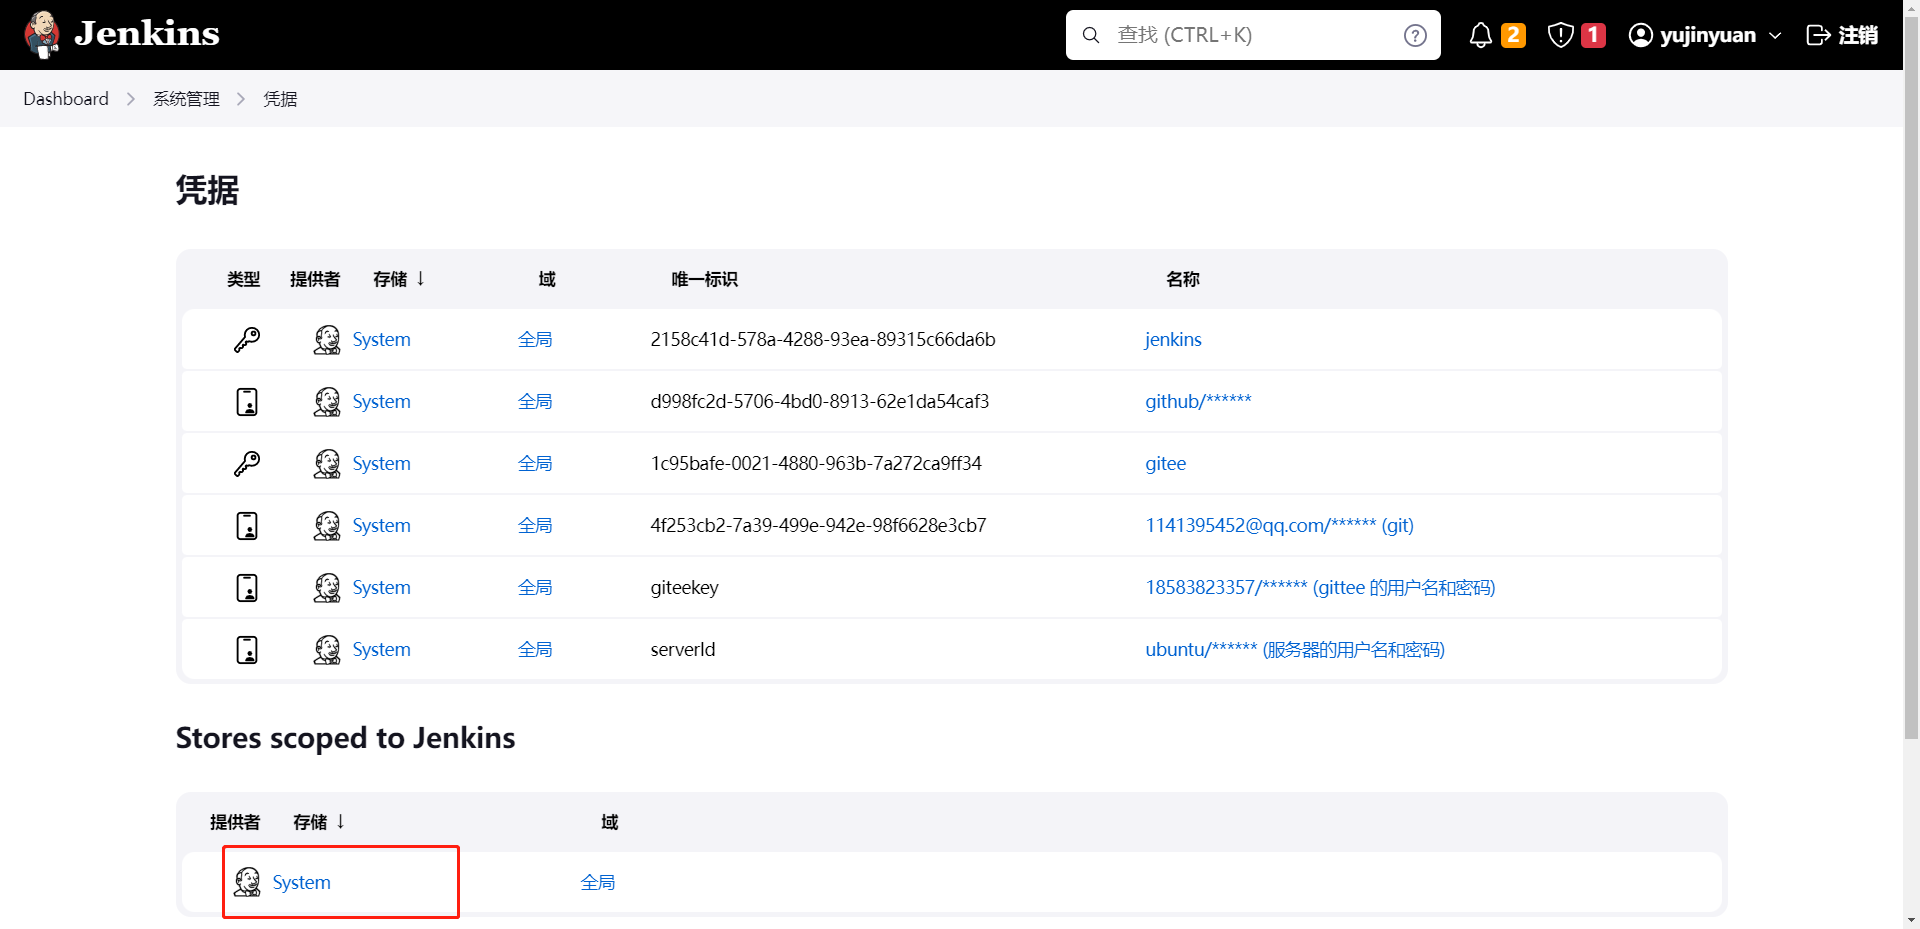 Jenkins
查找 (CTRL+K)
2
1
yujinyuan
注销
Dashboard > 系统管理 > 凭据
凭据
类型 提供者 存储 ↓ 域 唯一标识 名称
System 全局 2158c41d-578a-4288-93ea-89315c66da6b jenkins
System 全局 d998fc2d-5706-4bd0-8913-62e1da54caf3 github/******
System 全局 1c95bafe-0021-4880-963b-7a272ca9ff34 gitee
System 全局 4f253cb2-7a39-499e-942e-98f6628e3cb7 1141395452@qq.com/****** (git)
System 全局 giteekey 18583823357/****** (gittee 的用户名和密码)
System 全局 serverId ubuntu/****** (服务器的用户名和密码)
Stores scoped to Jenkins
提供者 存储 ↓ 域
System 全局